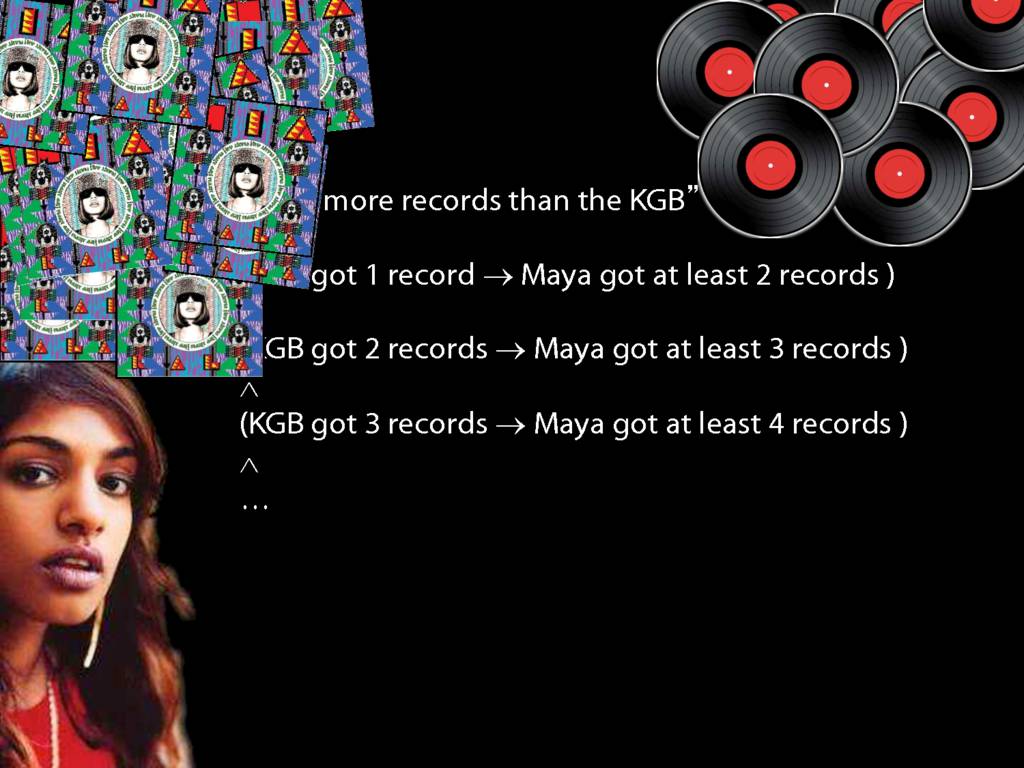 more records than the KGB”
got 1 record → Maya got at least 2 records )
GB got 2 records → Maya got at least 3 records )
^
(KGB got 3 records → Maya got at least 4 records )
^
…